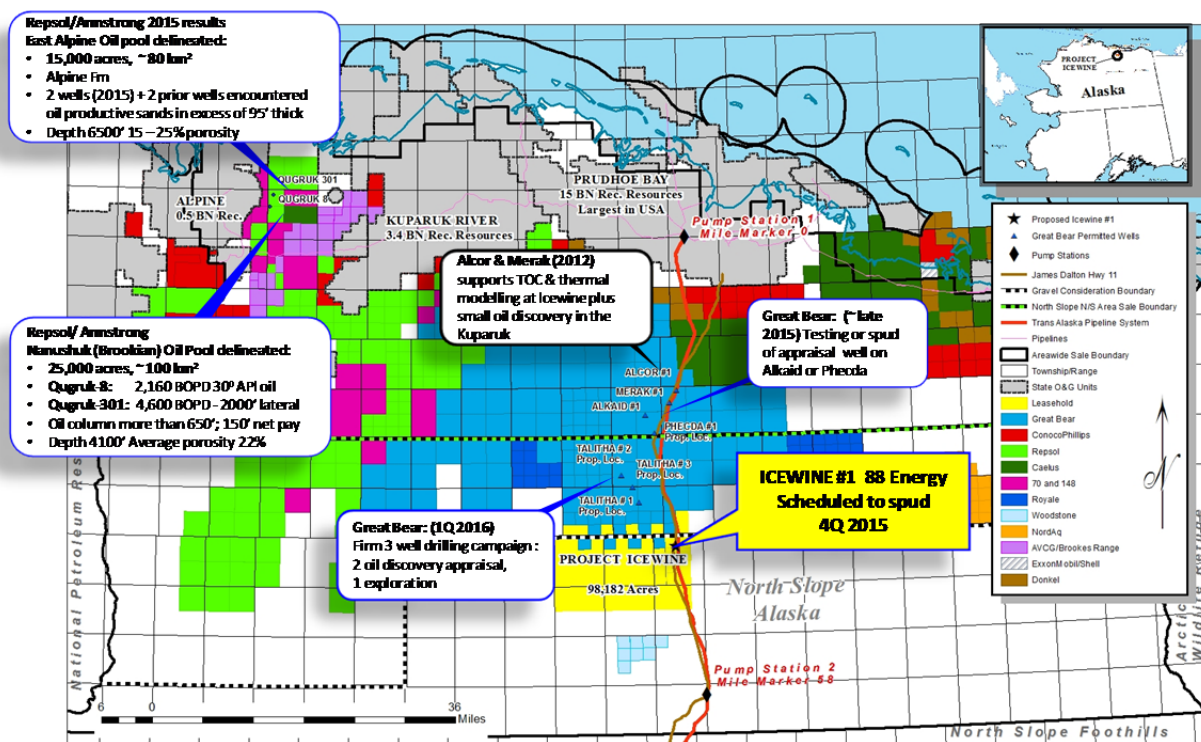 Repsol/Armstrong 2015 results
East Alpine Oil pool delineated:
• 15,000 acres, ~80 km²
• Alpine Fm
• 2 wells (2015) + 2 prior wells encountered
oil productive sands in excess of 95' thick
• Depth 6500' 15 – 25% porosity
PROJECT
ICEWINE
Alaska
QUGRUK 301
QUGRUK 8
ALPINE
0.5 BN Rec.
KUPARUK RIVER
3.4 BN Rec. Resources
PRUDHOE BAY
15 BN Rec. Resources
Largest in USA
Pump Station 1
Mile Marker 0
Alcor & Merak (2012)
supports TOC & thermal
modelling at Icewine plus
small oil discovery in the
Kuparuk
Great Bear: (~late
2015) Testing or spud
of appraisal well on
Alkaid or Phecda
Repsol/ Armstrong
Nanushuk (Brookian) Oil Pool delineated:
• 25,000 acres, ~100 km²
• Qugruk-8: 2,160 BOPD 30º API oil
• Qugruk-301: 4,600 BOPD - 2000' lateral
• Oil column more than 650'; 150' net pay
• Depth 4100' Average porosity 22%
ALCOR #1
MERAK #1
ALKAID #1
PHEGDA #1
Prop. Loc.
TALITHA # 2
Prop. Loc.
TALITHA # 3
Prop. Loc.
TALITHA # 1
Prop. Loc.
ICEWINE #1 88 Energy
Scheduled to spud
4Q 2015
Great Bear: (1Q 2016)
Firm 3 well drilling campaign :
2 oil discovery appraisal,
1 exploration
PROJECT ICEWINE
98,182 Acres
North Slope
Alaska
Pump Station 2
Mile Marker 58
National Petroleum Res
Arctic
Wildlife Refuge
North Slope Foothills
6 0 36
Miles
Proposed Icewine #1
Great Bear Permitted Wells
Pump Stations
James Dalton Hwy 11
Gravel Consideration Boundary
North Slope N/S Area Sale Boundary
Trans Alaska Pipeline System
Pipelines
Areawide Sale Boundary
Township/Range
State O&G Units
Leasehold
Great Bear
ConocoPhillips
Repsol
Caelus
70 and 148
Royale
Woodstone
NordAq
AVCG/Brookes Range
ExxonMobil/Shell
Donkel
N